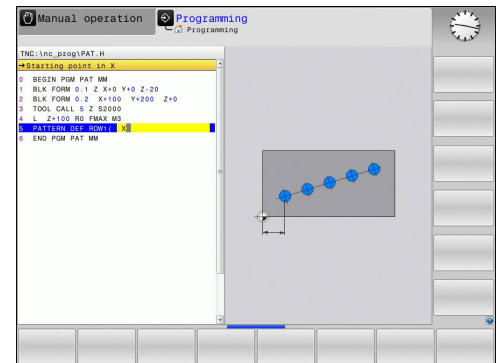 Manual operation
Programming
Programming
TNC:\nc_prog\PAT.H
→Starting point in X
0 BEGIN PGM PAT MM
1 BLK FORM 0.1 Z X+0 Y+0 Z-20
2 BLK FORM 0.2 X+100 Y+200 Z+0
3 TOOL CALL 5 Z S2000
4 L Z+100 R0 FMAX M3
5 PATTERN DEF ROW1( X
6 END PGM PAT MM